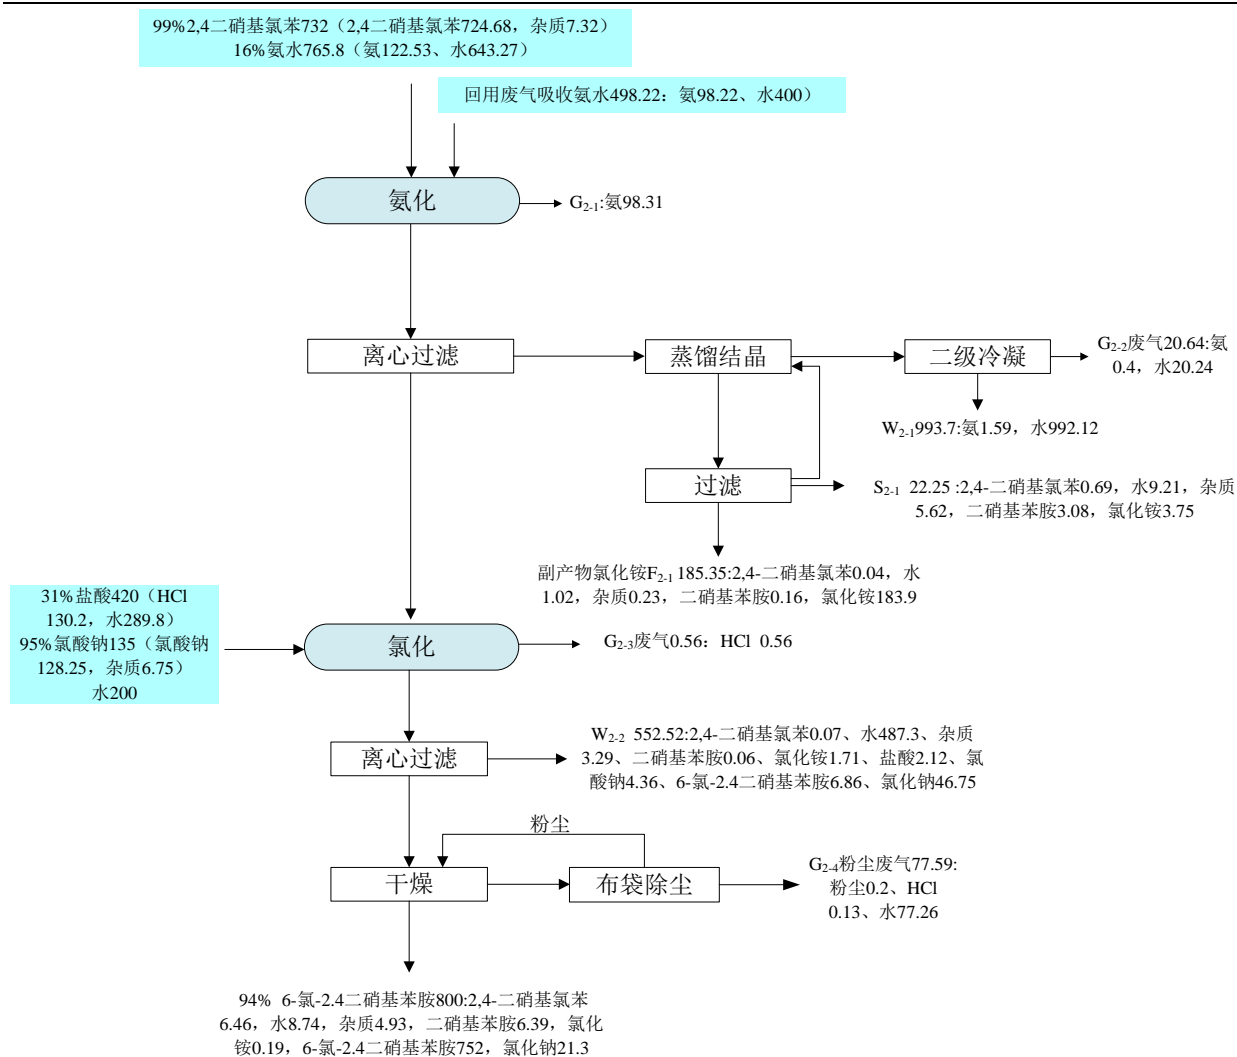 99%2,4二硝基氯苯732（2,4二硝基氯苯724.68，杂质7.32）
16%氨水765.8（氨122.53、水643.27）
回用废气吸收氨水498.22：氨98.22、水400）
氨化
G2-1:氨98.31
离心过滤
蒸馏结晶
二级冷凝
G2-2废气20.64:氨
0.4，水20.24
W2-1993.7:氨1.59，水992.12
过滤
S2-1 22.25 :2,4-二硝基氯苯0.69，水9.21，杂质
5.62，二硝基苯胺3.08，氯化铵3.75
副产物氯化铵F2-1 185.35:2,4-二硝基氯苯0.04，水
1.02，杂质0.23，二硝基苯胺0.16，氯化铵183.9
31%盐酸420（HCl
130.2，水289.8）
95%氯酸钠135（氯酸钠
128.25，杂质6.75）
水200
氯化
G2-3废气0.56：HCl 0.56
离心过滤
W2-2 552.52:2,4-二硝基氯苯0.07、水487.3、杂质
3.29、二硝基苯胺0.06、氯化铵1.71、盐酸2.12、氯
酸钠4.36、6-氯-2.4二硝基苯胺6.86、氯化钠46.75
粉尘
干燥
布袋除尘
G2-4粉尘废气77.59:
粉尘0.2、HCl
0.13、水77.26
94% 6-氯-2.4二硝基苯胺800:2,4-二硝基氯苯
6.46，水8.74，杂质4.93，二硝基苯胺6.39，氯化
铵0.19，6-氯-2.4二硝基苯胺752，氯化钠21.3